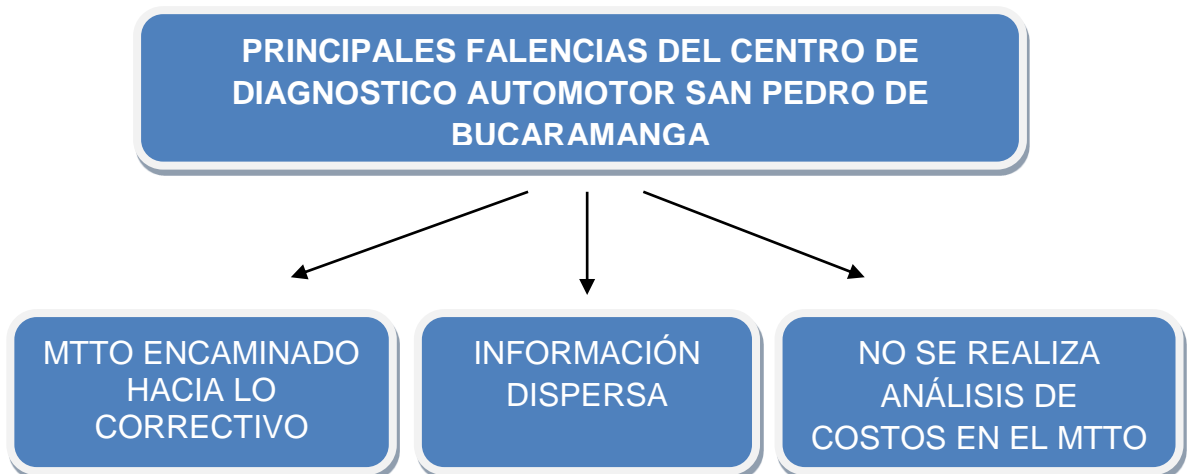 PRINCIPALES FALENCIAS DEL CENTRO DE
DIAGNOSTICO AUTOMOTOR SAN PEDRO DE
BUCARAMANGA
MTTO ENCAMINADO
HACIA LO
CORRECTIVO
INFORMACIÓN
DISPERSA
NO SE REALIZA
ANÁLISIS DE
COSTOS EN EL MTTO